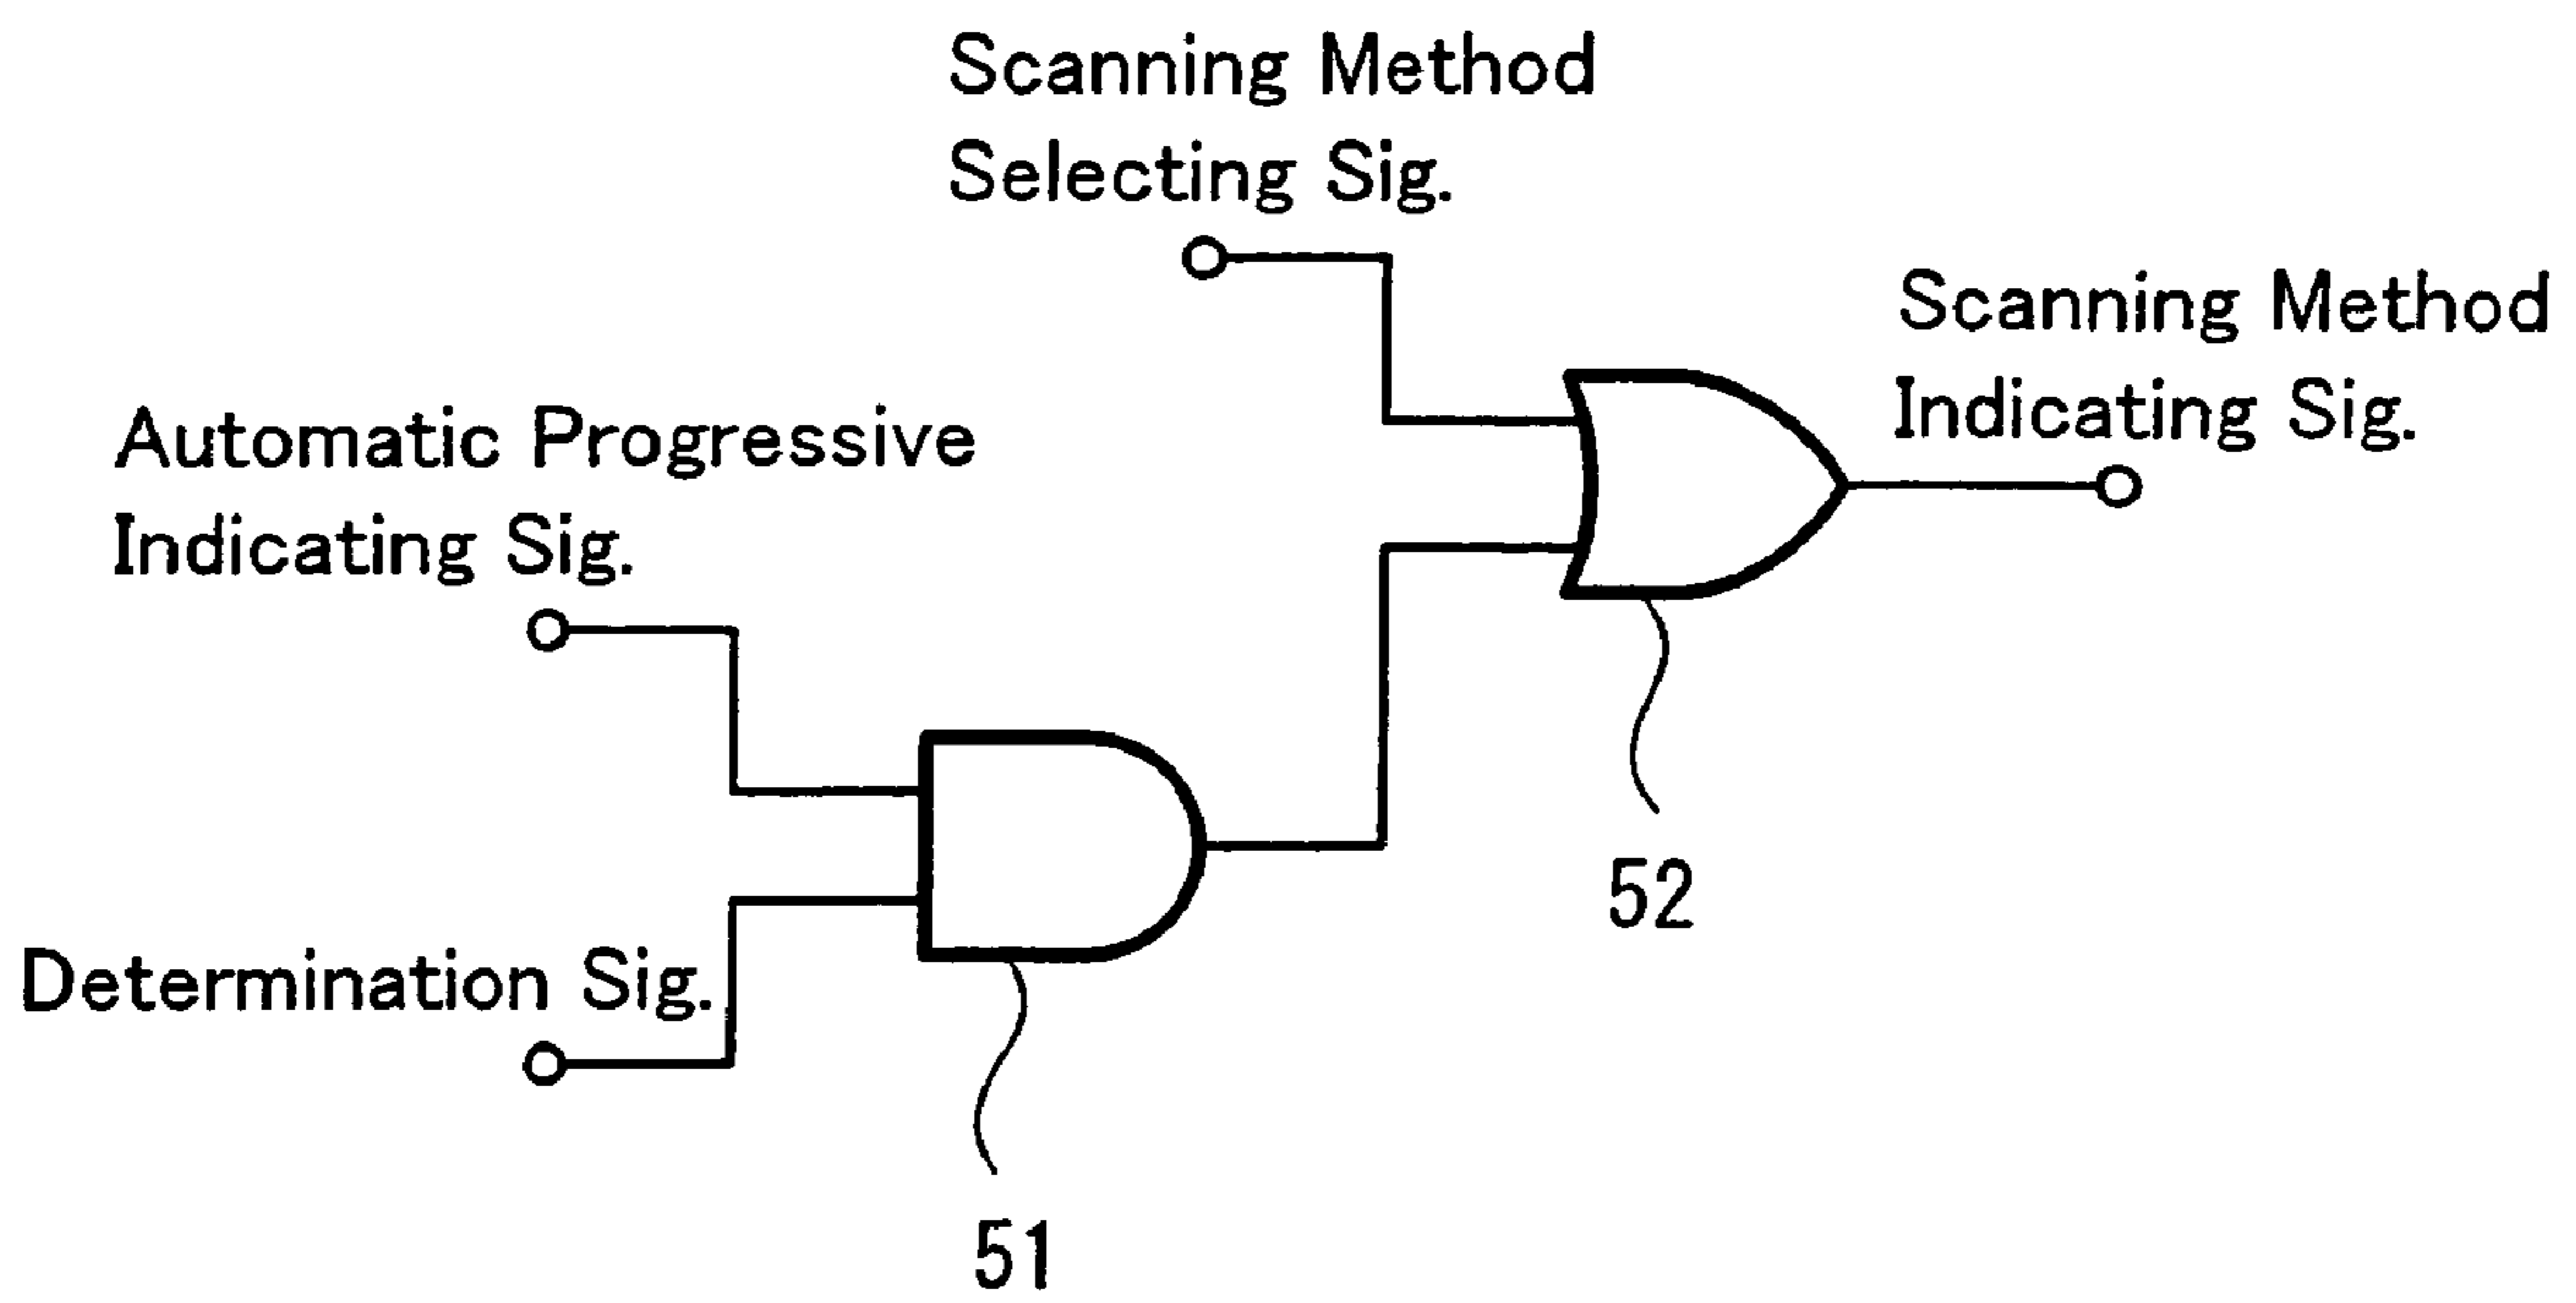 Scanning Method
Selecting Sig.
Scanning Method
Indicating Sig.
Automatic Progressive
Indicating Sig.
52
Determination Sig.
51